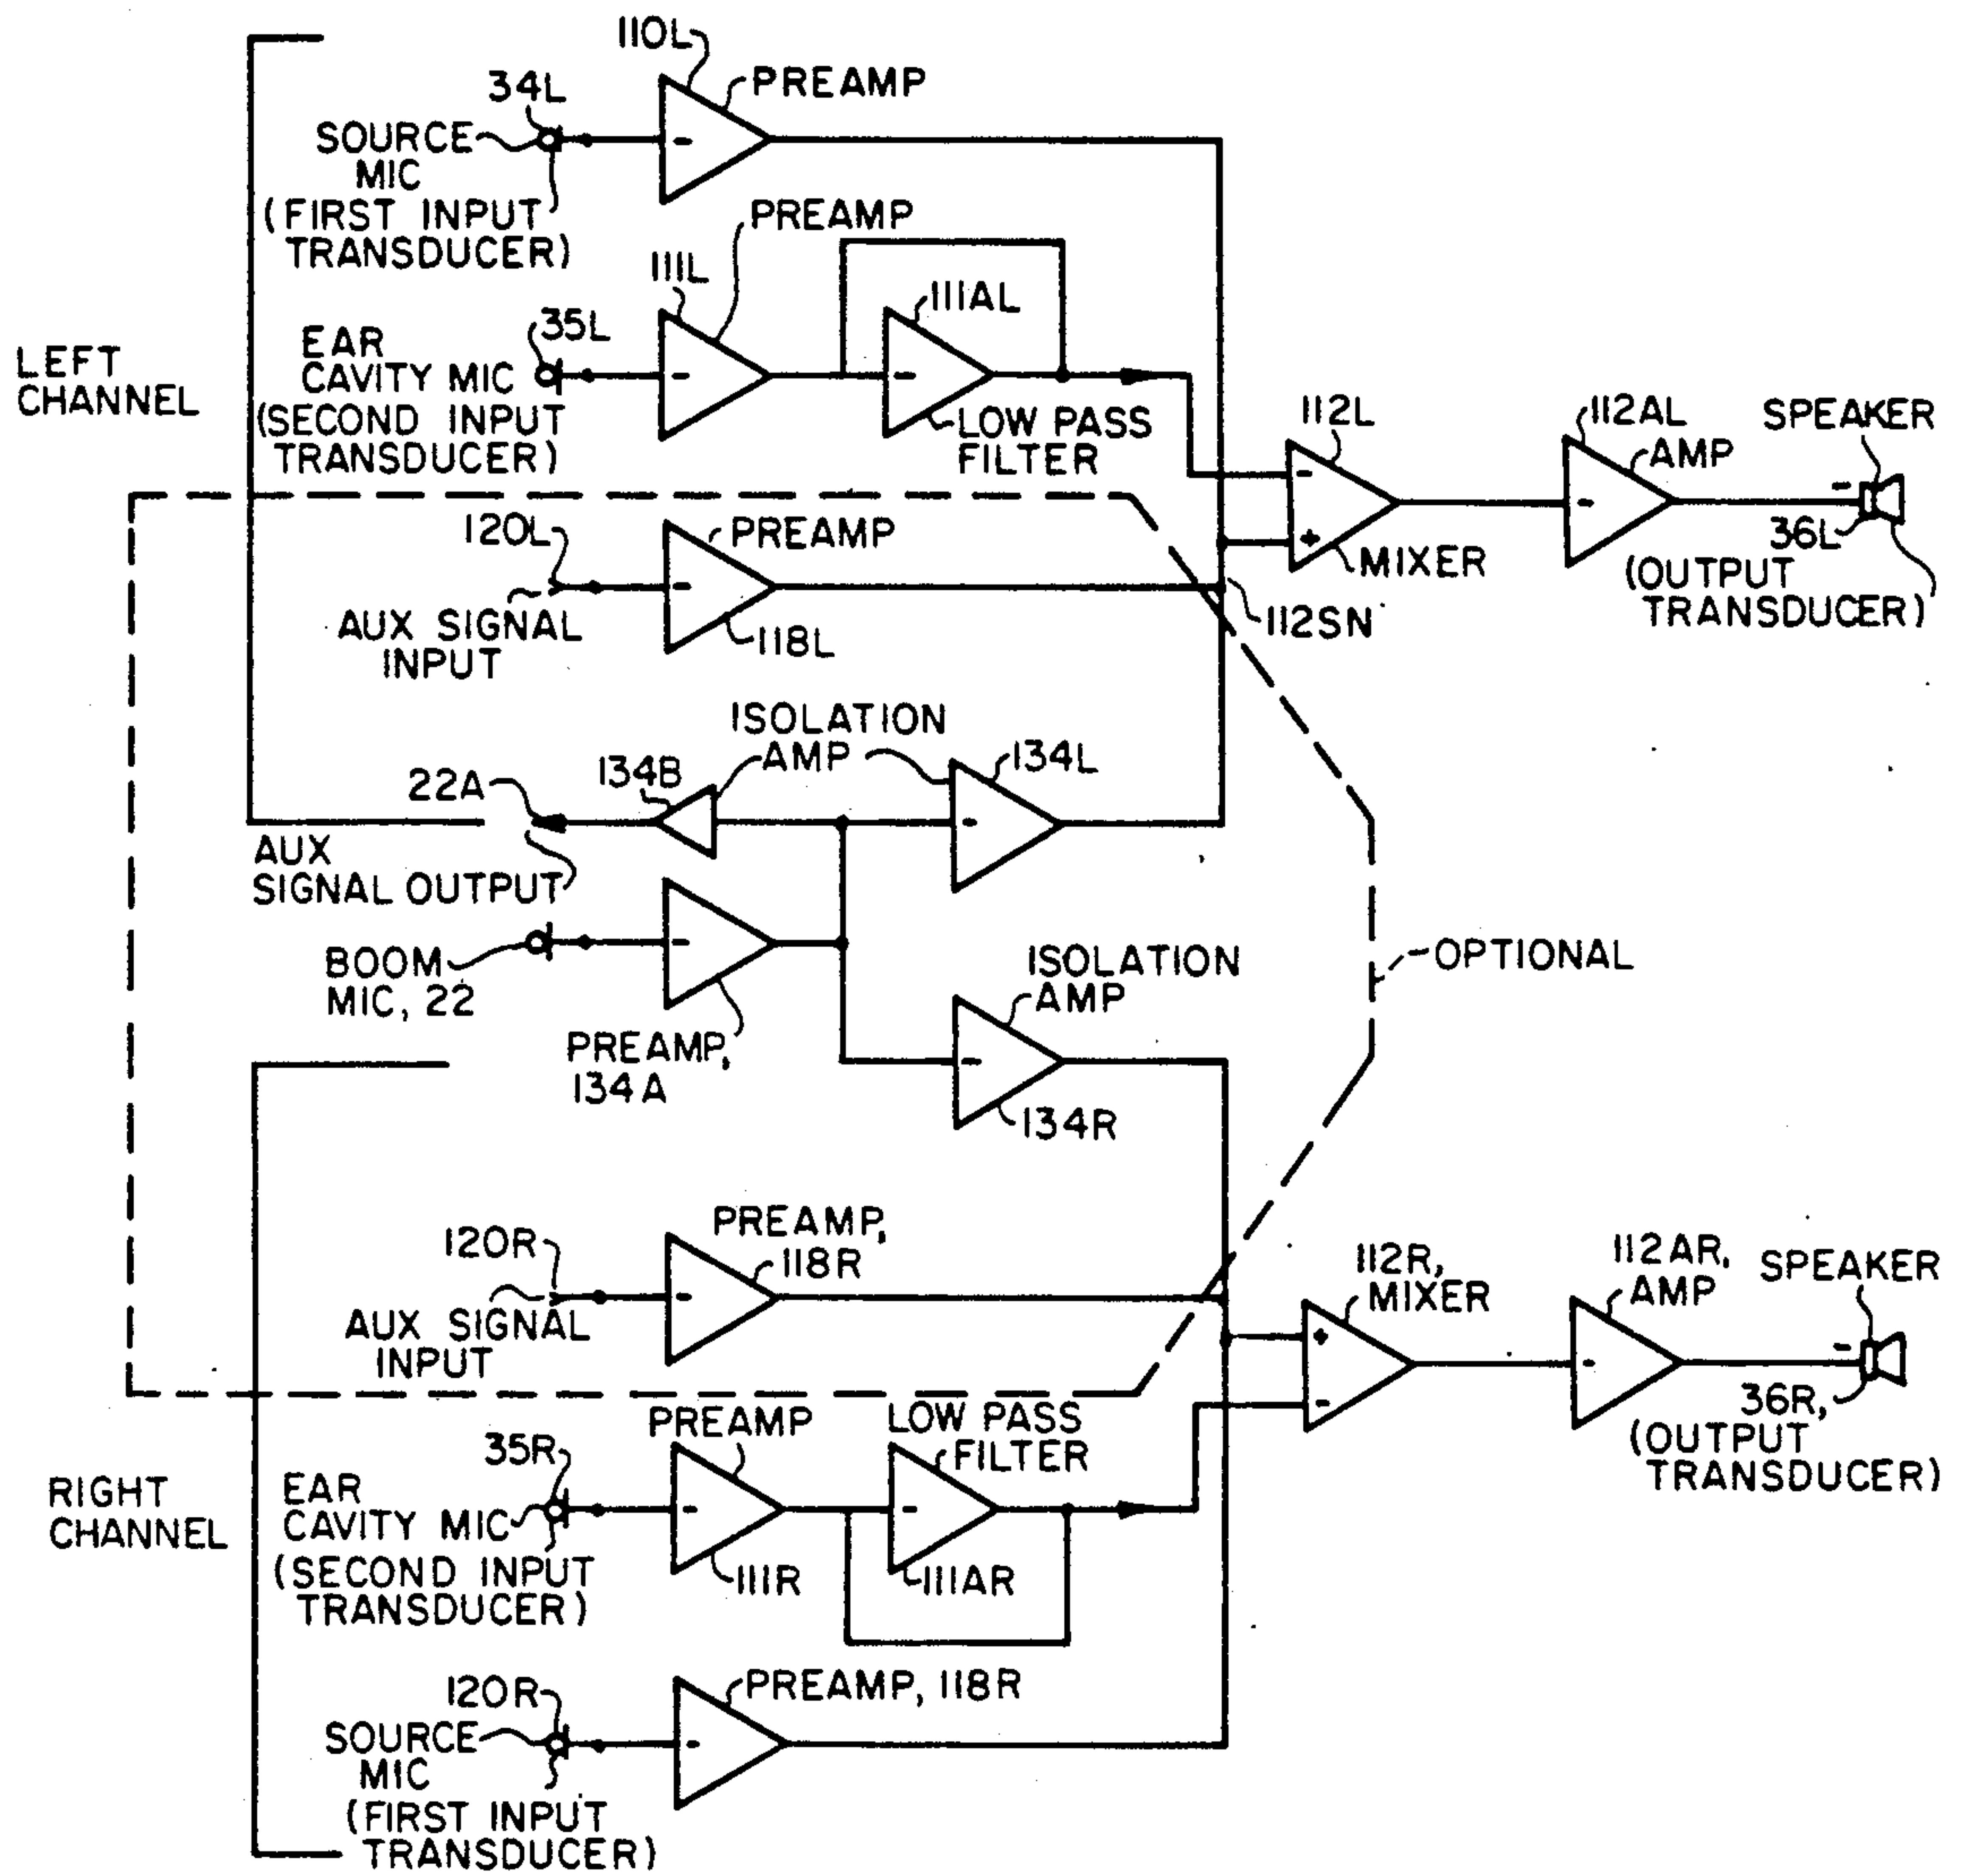 110L
PREAMP
34L
SOURCE
MIC
(FIRST INPUT
TRANSDUCER)
PREAMP
111L
111AL
35L
EAR
CAVITY MIC
(SECOND INPUT
TRANSDUCER)
LEFT
CHANNEL
LOW PASS
FILTER
112L
112AL
AMP
SPEAKER
-
-
-
-
-
+
-
-
MIXER
36L
(OUTPUT
TRANSDUCER)
120L
PREAMP
-
AUX SIGNAL
INPUT
118L
112SN
ISOLATION
AMP
134B
134L
-
22A
AUX
SIGNAL OUTPUT
-
BOOM
MIC, 22
PREAMP,
134A
ISOLATION
AMP
-
134R
OPTIONAL
PREAMP,
118R
120R
-
AUX SIGNAL
INPUT
112R,
MIXER
112AR,
AMP
SPEAKER
+
-
-
-
36R,
(OUTPUT
TRANSDUCER)
PREAMP
LOW PASS
FILTER
35R
RIGHT
CHANNEL
EAR
CAVITY MIC
(SECOND INPUT
TRANSDUCER)
-
-
111R
111AR
120R
PREAMP, 118R
SOURCE
MIC
(FIRST INPUT
TRANSDUCER)
-